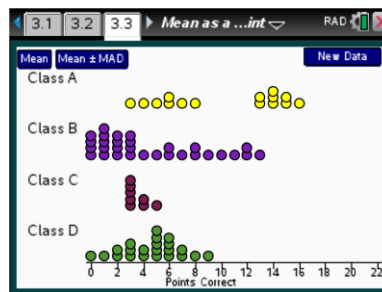 3.1 3.2 3.3 Mean as a ...int RAD
Mean Mean ± MAD New Data
Class A
Class B
Class C
Class D
0 2 4 6 8 10 12 14 16 18 20 22
Points Correct